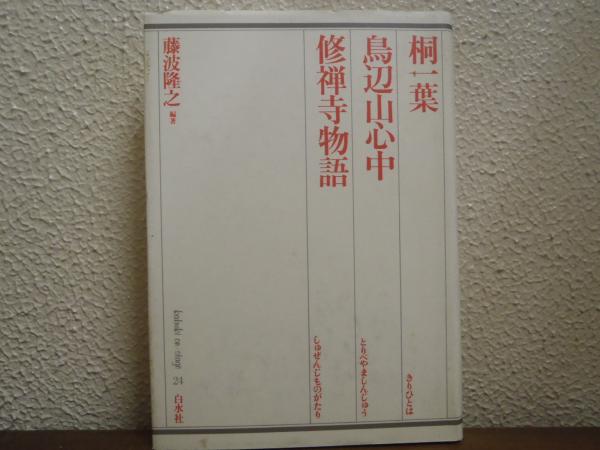 桐一葉
きりひとは
鳥辺山心中
とりべやましんじゅう
修禅寺物語
しゅぜんじものがたり
藤波隆之 編著
kabuki on stage 24
白水社